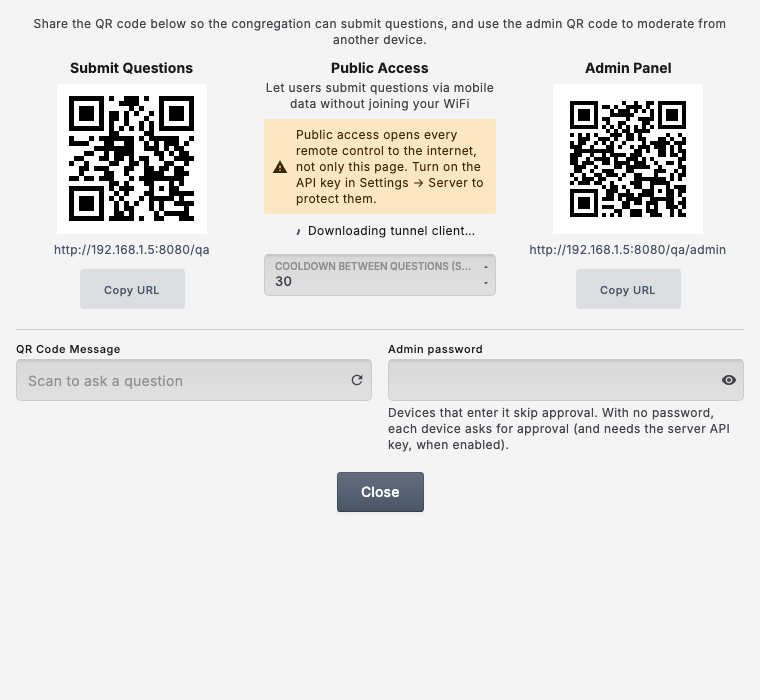 Share the QR code below so the congregation can submit questions, and use the admin QR code to moderate from
another device.
Submit Questions
http://192.168.1.5:8080/qa
Copy URL
Public Access
Let users submit questions via mobile
data without joining your WiFi
Public access opens every
remote control to the internet,
not only this page. Turn on the
API key in Settings → Server to
protect them.
Downloading tunnel client...
COOLDOWN BETWEEN QUESTIONS (S...
30
Admin Panel
http://192.168.1.5:8080/qa/admin
Copy URL
QR Code Message
Scan to ask a question
Admin password
Devices that enter it skip approval. With no password,
each device asks for approval (and needs the server API
key, when enabled).
Close